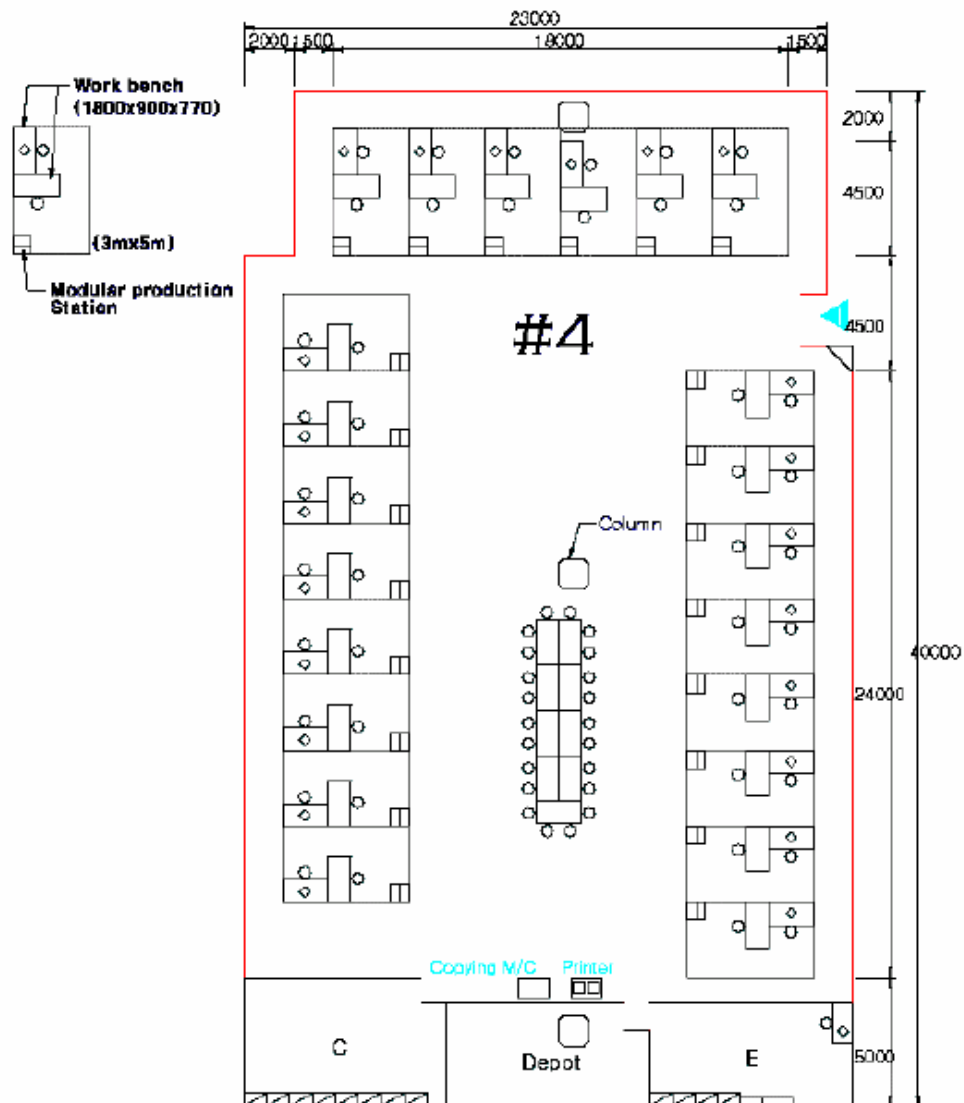 23000
2000
1500
18000
1500
Work bench
(1800x900x770)
2000
4500
(3mx5m)
Modular production
Station
#4
4500
Column
40000
24000
Copying M/C
Printer
C
Depot
E
5000